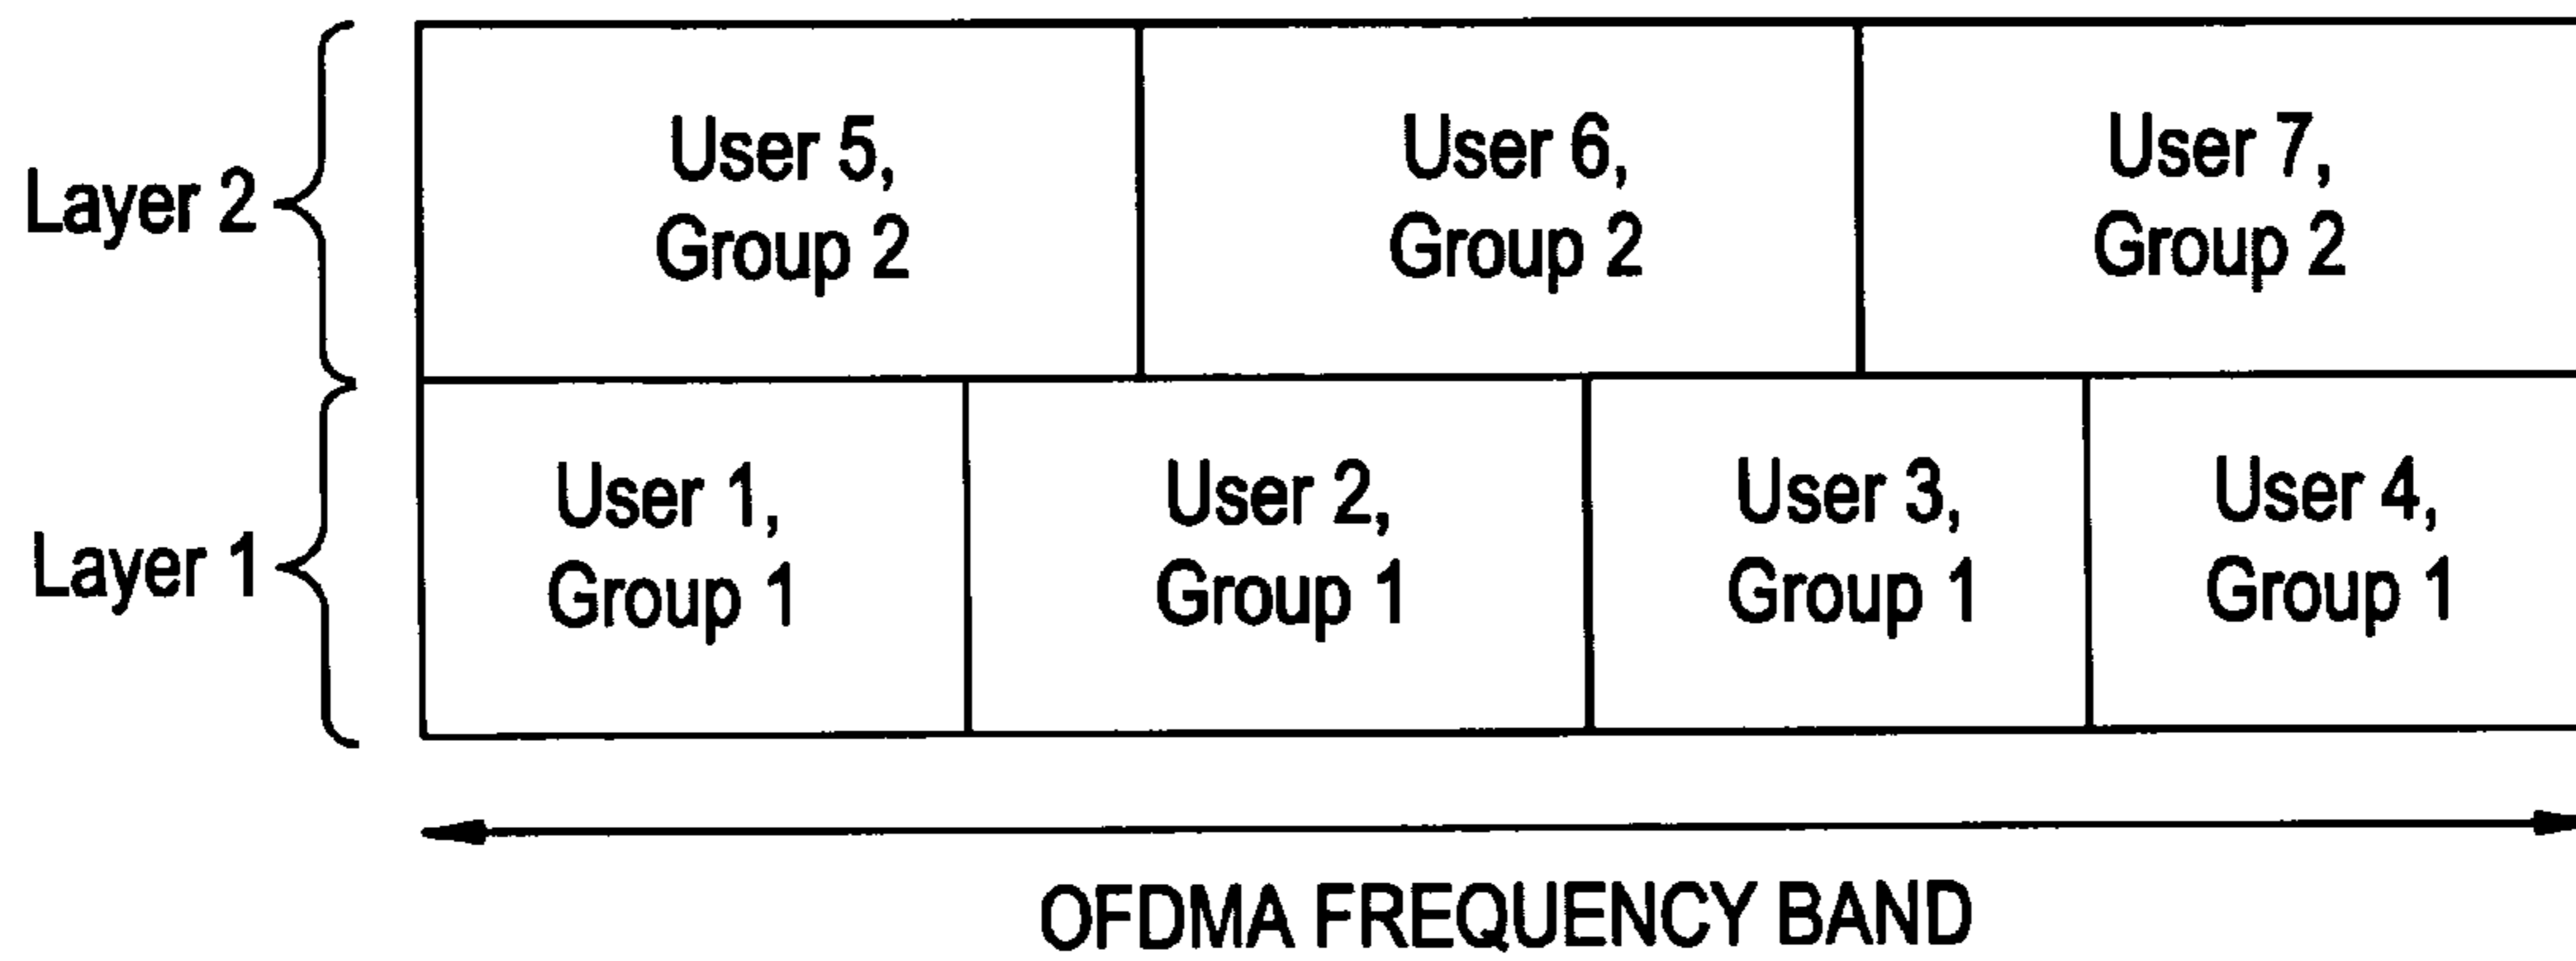 Layer 2
User 5,
Group 2
User 6,
Group 2
User 7,
Group 2
Layer 1
User 1,
Group 1
User 2,
Group 1
User 3,
Group 1
User 4,
Group 1
OFDMA FREQUENCY BAND